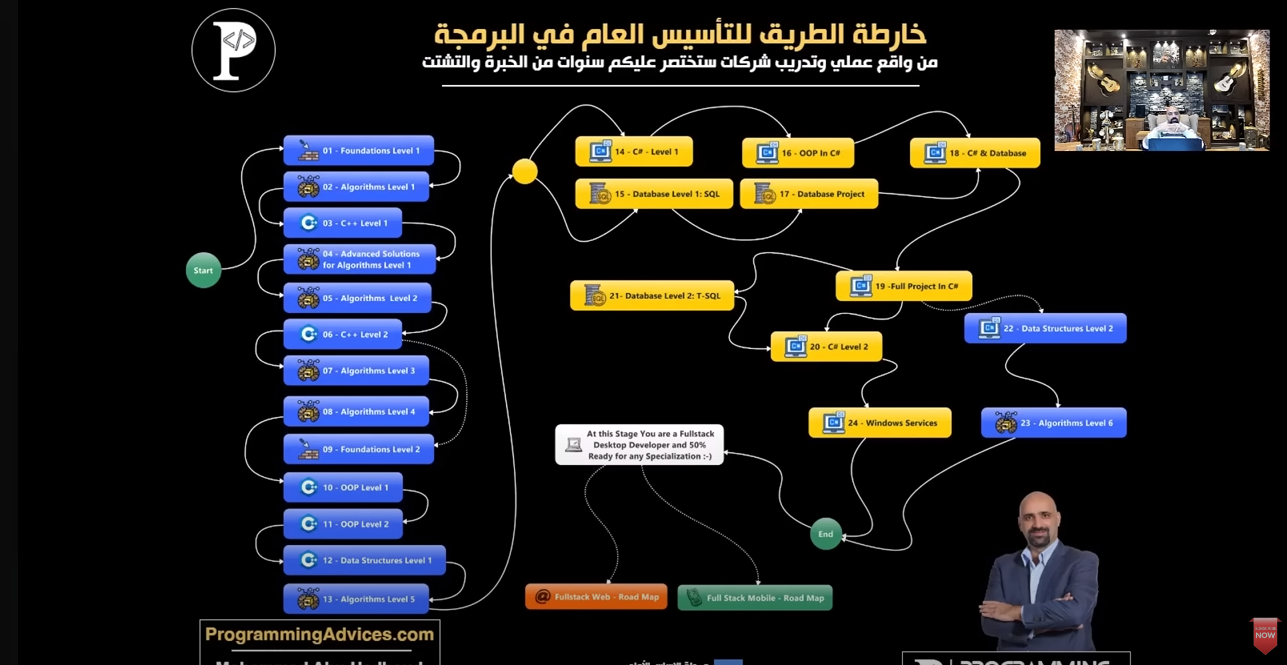 خارطة الطريق للتأسيس العام في البرمجة
من واقع عملي وتدريب شركات ستختصر عليكم سنوات من الخبرة والتشتت
Start
01 - Foundations Level 1
02 - Algorithms Level 1
03 - C++ Level 1
04 - Advanced Solutions
for Algorithms Level 1
05 - Algorithms Level 2
06 - C++ Level 2
07 - Algorithms Level 3
08 - Algorithms Level 4
09 - Foundations Level 2
10 - OOP Level 1
11 - OOP Level 2
12 - Data Structures Level 1
13 - Algorithms Level 5
14 - C# - Level 1
15 - Database Level 1: SQL
16 - OOP In C#
17 - Database Project
18 - C# & Database
19 -Full Project In C#
21- Database Level 2: T-SQL
20 - C# Level 2
22 - Data Structures Level 2
24 - Windows Services
23 - Algorithms Level 6
At this Stage You are a Fullstack
Desktop Developer and 50%
Ready for any Specialization :-)
End
Fullstack Web - Road Map
Full Stack Mobile - Road Map
ProgrammingAdvices.com
PROGRAMMING
NOW